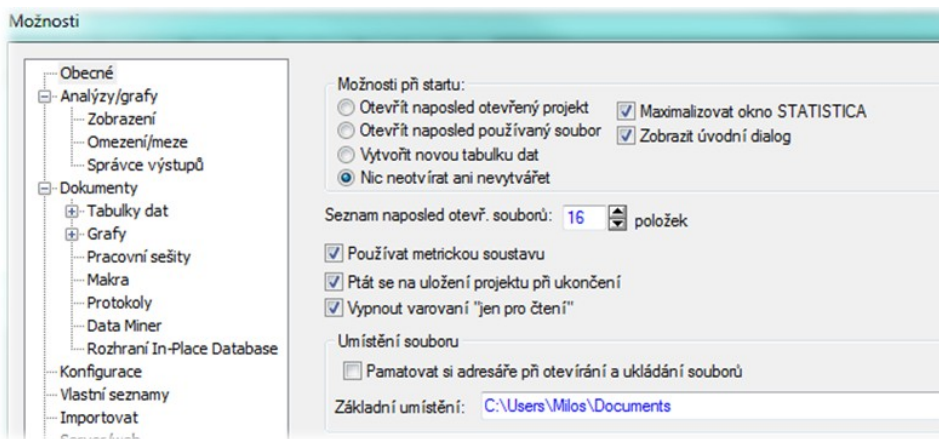 Možnosti
Obecné
Analýzy/grafy
Zobrazení
Omezení/meze
Správce výstupů
Dokumenty
Tabulky dat
Grafy
Pracovní sešity
Makra
Protokoly
Data Miner
Rozhraní In-Place Database
Konfigurace
Vlastní seznamy
Importovat
Možnosti při startu:
Otevřít naposled otevřený projekt
Otevřít naposled používaný soubor
Vytvořit novou tabulku dat
Nic neotvírat ani nevytvářet
Maximalizovat okno STATISTICA
Zobrazit úvodní dialog
Seznam naposled otevř. souborů: 16 položek
Používat metrickou soustavu
Ptát se na uložení projektu při ukončení
Vypnout varovaní "jen pro čtení"
Umístění souboru
Pamatovat si adresáře při otevírání a ukládání souborů
Základní umístění: C:\Users\Milos\Documents